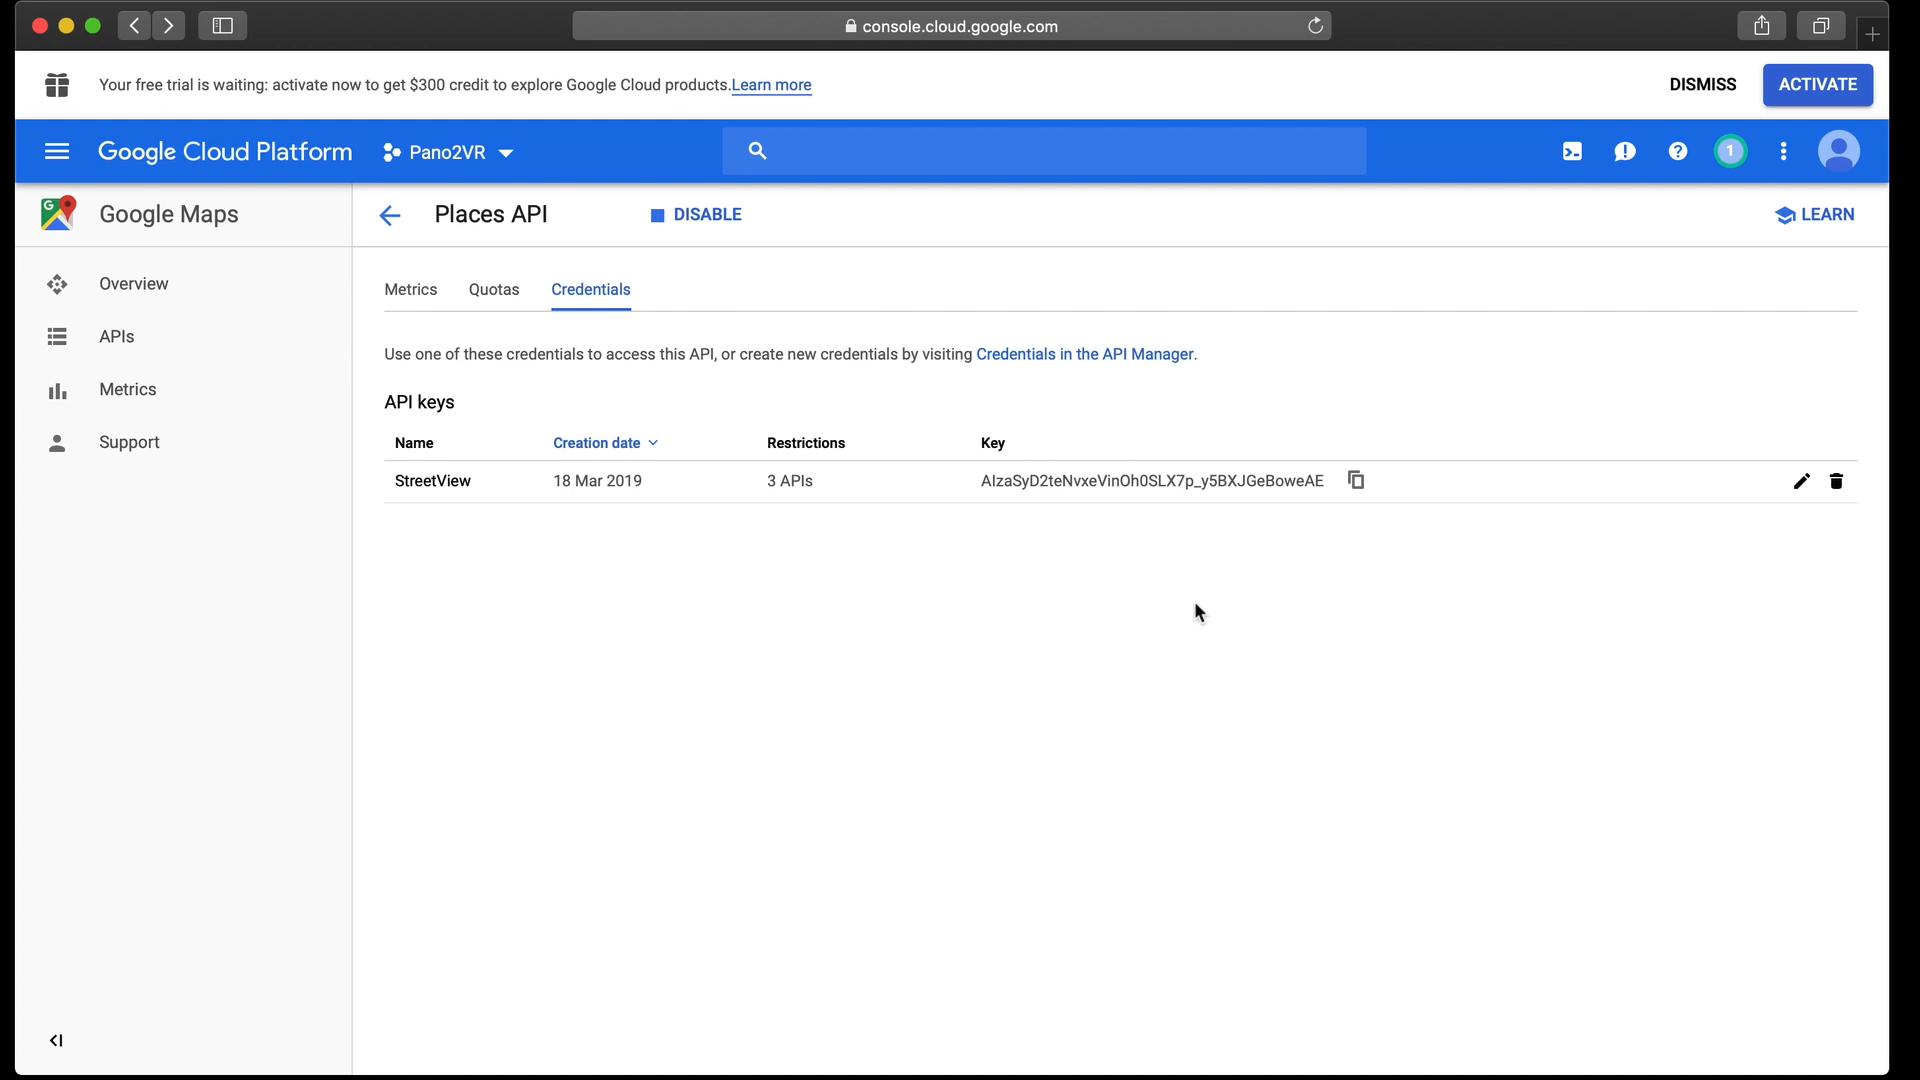 console.cloud.google.com
Your free trial is waiting: activate now to get $300 credit to explore Google Cloud products. Learn more
DISMISS
ACTIVATE
Google Cloud Platform
Pano2VR
1
Google Maps
Places API
DISABLE
LEARN
Overview
APIs
Metrics
Support
Metrics Quotas Credentials
Use one of these credentials to access this API, or create new credentials by visiting Credentials in the API Manager.
API keys
Name Creation date Restrictions Key
StreetView 18 Mar 2019 3 APIs AIzaSyD2teNvxeVinOh0SLX7p_y5BXJGeBoweAE